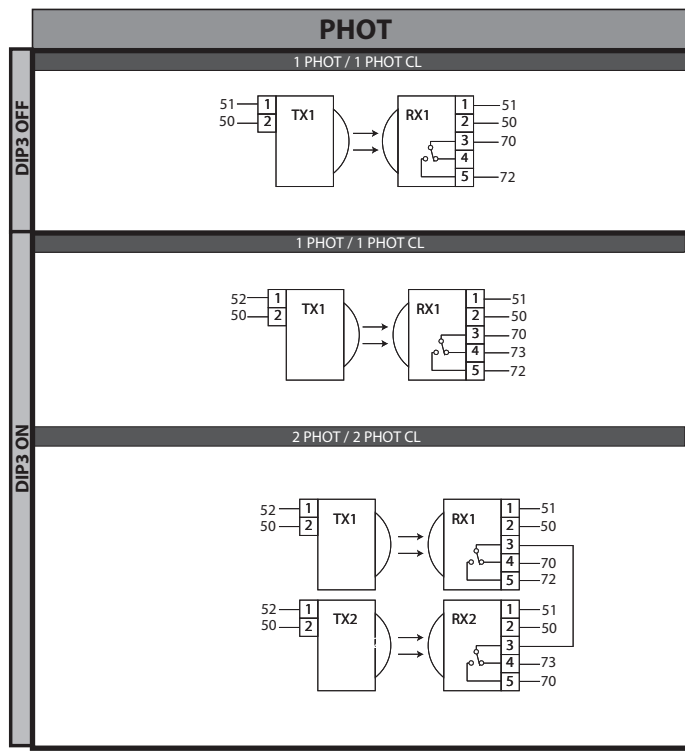 PHOT
DIP3 OFF
1 PHOT / 1 PHOT CL
51 1 TX1 RX1 1 51
50 2 2 50
3 70
4
5 72
DIP3 ON
1 PHOT / 1 PHOT CL
52 1 TX1 RX1 1 51
50 2 2 50
3 70
4 73
5 72
2 PHOT / 2 PHOT CL
52 1 TX1 RX1 1 51
50 2 2 50
3
4 70
5 72
52 1 TX2 RX2 1 51
50 2 2 50
3
4 73
5 70